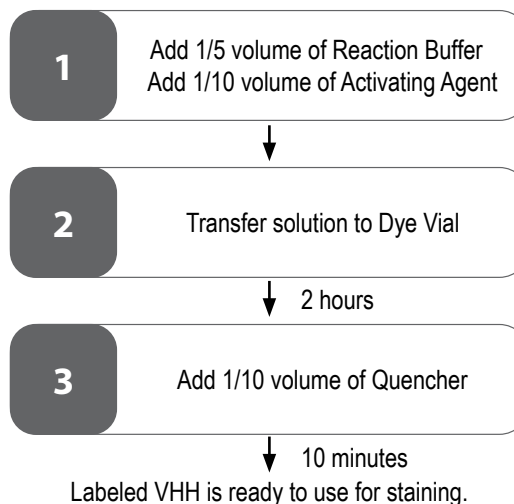 1
Add 1/5 volume of Reaction Buffer
Add 1/10 volume of Activating Agent
2
Transfer solution to Dye Vial
2 hours
3
Add 1/10 volume of Quencher
10 minutes
Labeled VHH is ready to use for staining.